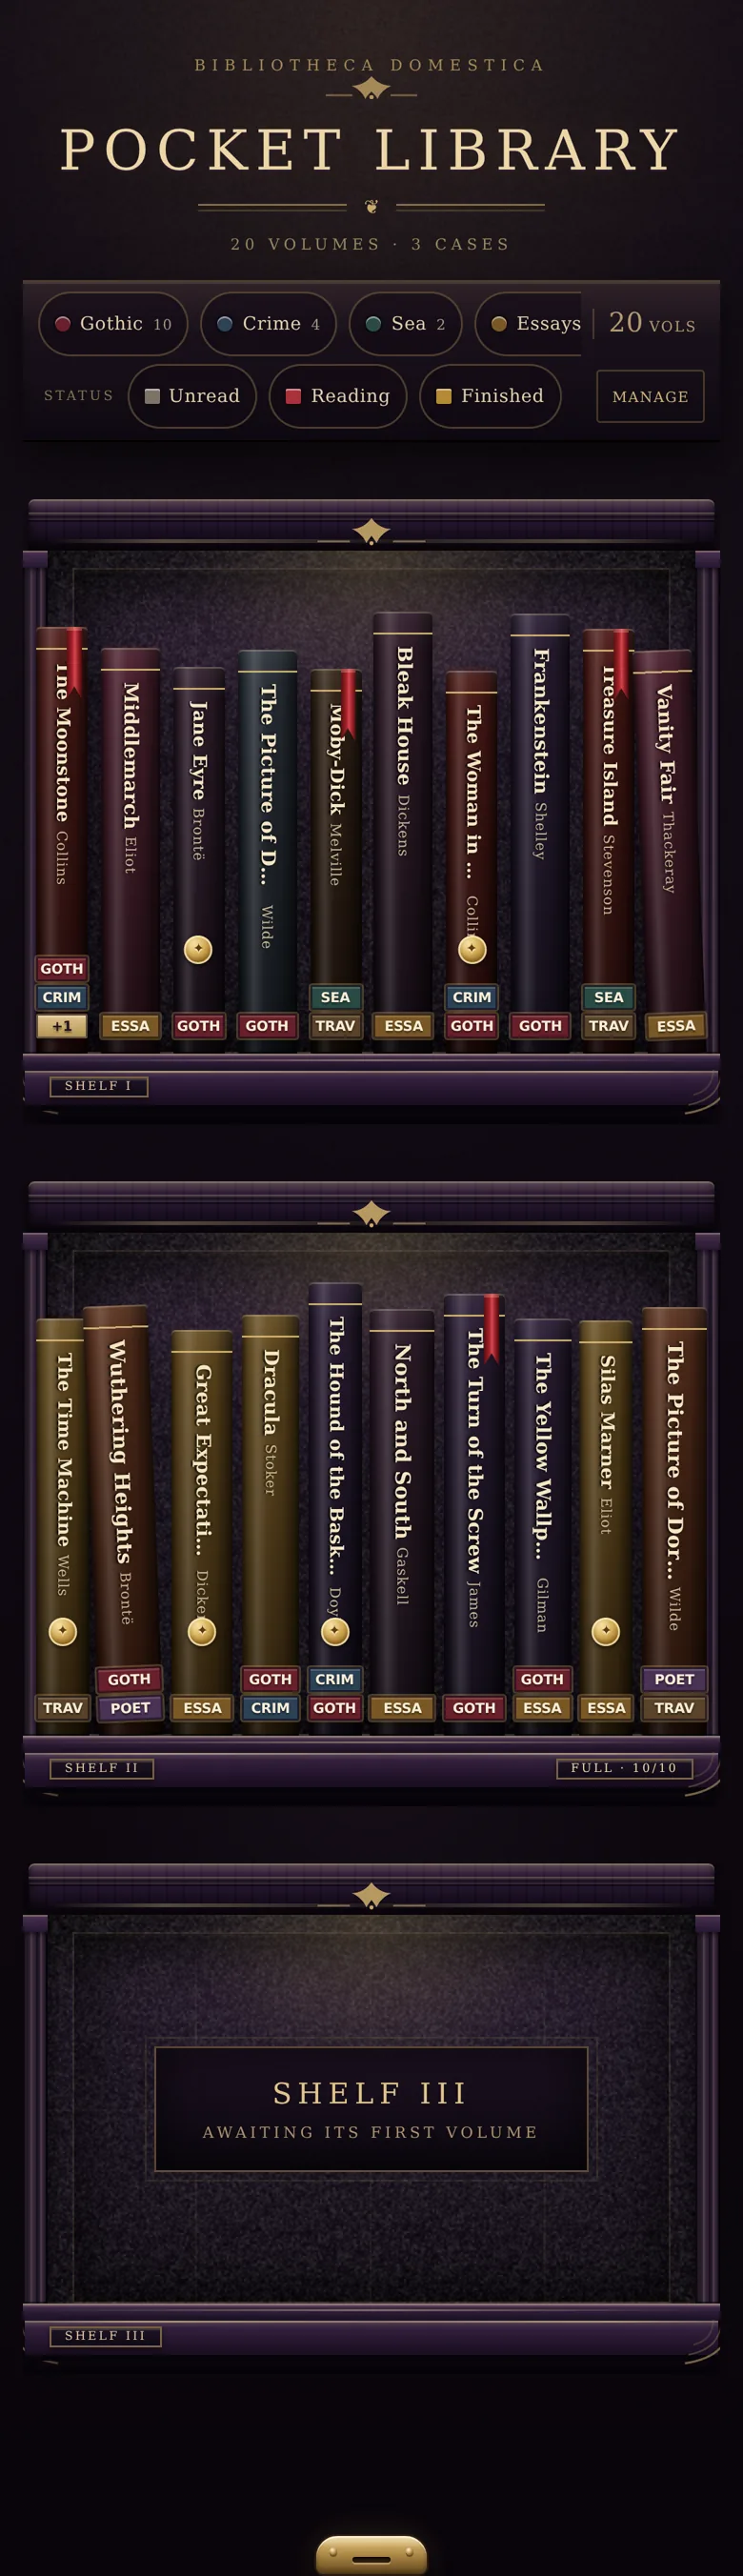 BIBLIOTHECA DOMESTICA
POCKET LIBRARY
20 VOLUMES · 3 CASES
Gothic 10
Crime 4
Sea 2
Essays
20 VOLS
STATUS
Unread
Reading
Finished
MANAGE
The Moonstone Collins
GOTH
CRIM
+1
Middlemarch Eliot
ESSA
Jane Eyre Brontë
GOTH
The Picture of D... Wilde
GOTH
Moby-Dick Melville
SEA
TRAV
Bleak House Dickens
ESSA
The Woman in ...
CRIM
GOTH
Frankenstein Shelley
GOTH
Treasure Island Stevenson
SEA
TRAV
Vanity Fair Thackeray
ESSA
SHELF I
The Time Machine Wells
TRAV
Wuthering Heights Brontë
GOTH
POET
Great Expectati...
ESSA
Dracula Stoker
GOTH
CRIM
The Hound of the Bask...
CRIM
GOTH
North and South Gaskell
ESSA
The Turn of the Screw James
GOTH
The Yellow Wallp... Gilman
GOTH
ESSA
Silas Marner Eliot
ESSA
The Picture of Dor... Wilde
POET
TRAV
SHELF II
FULL · 10/10
SHELF III
AWAITING ITS FIRST VOLUME
SHELF III